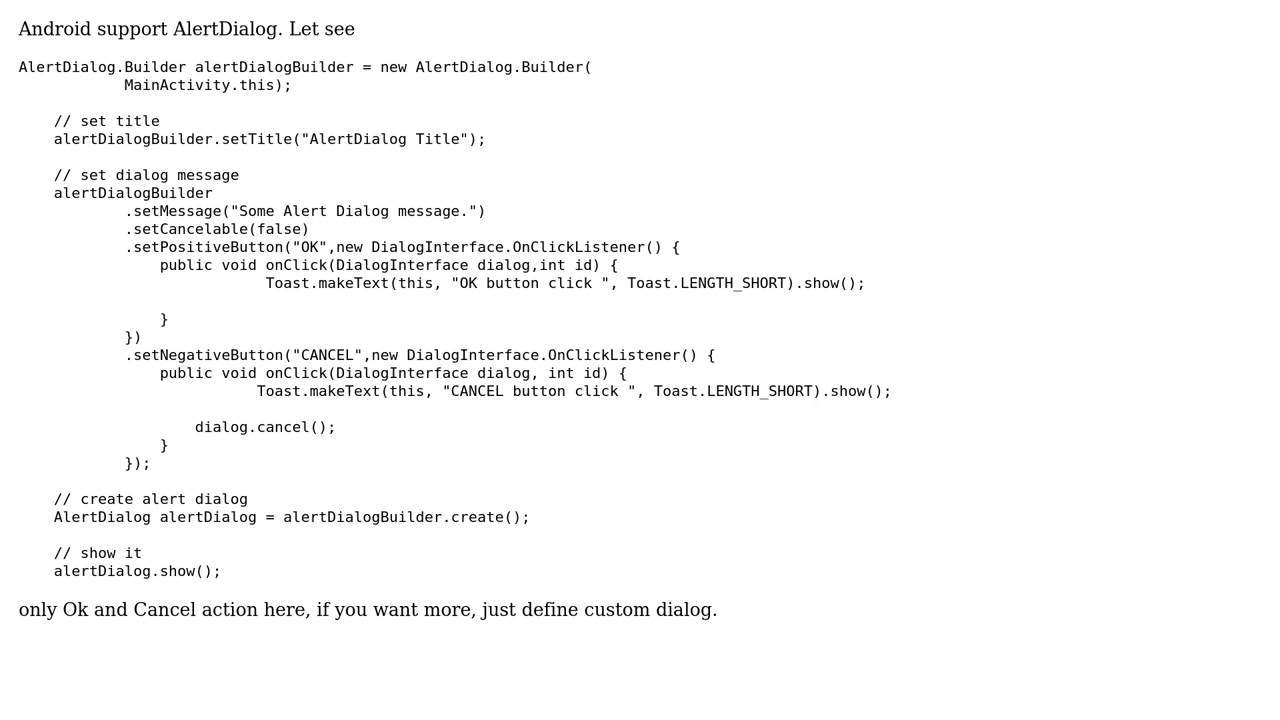 Android support AlertDialog. Let see
AlertDialog.Builder alertDialogBuilder = new AlertDialog.Builder(
            MainActivity.this);

    // set title
    alertDialogBuilder.setTitle("AlertDialog Title");

    // set dialog message
    alertDialogBuilder
            .setMessage("Some Alert Dialog message.")
            .setCancelable(false)
            .setPositiveButton("OK",new DialogInterface.OnClickListener() {
                public void onClick(DialogInterface dialog,int id) {
                            Toast.makeText(this, "OK button click ", Toast.LENGTH_SHORT).show();

                }
            })
            .setNegativeButton("CANCEL",new DialogInterface.OnClickListener() {
                public void onClick(DialogInterface dialog, int id) {
                           Toast.makeText(this, "CANCEL button click ", Toast.LENGTH_SHORT).show();

                    dialog.cancel();
                }
            });

    // create alert dialog
    AlertDialog alertDialog = alertDialogBuilder.create();

    // show it
    alertDialog.show();
only Ok and Cancel action here, if you want more, just define custom dialog.